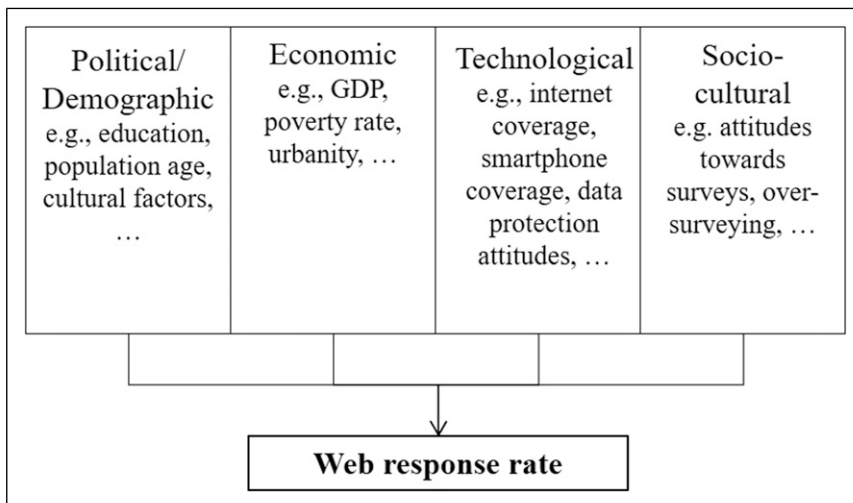 Political/
Demographic
e.g., education,
population age,
cultural factors,
…
Economic
e.g., GDP,
poverty rate,
urbanity, …
Technological
e.g., internet
coverage,
smartphone
coverage, data
protection
attitudes, …
Socio-
cultural
e.g. attitudes
towards
surveys, over-
surveying, …
Web response rate